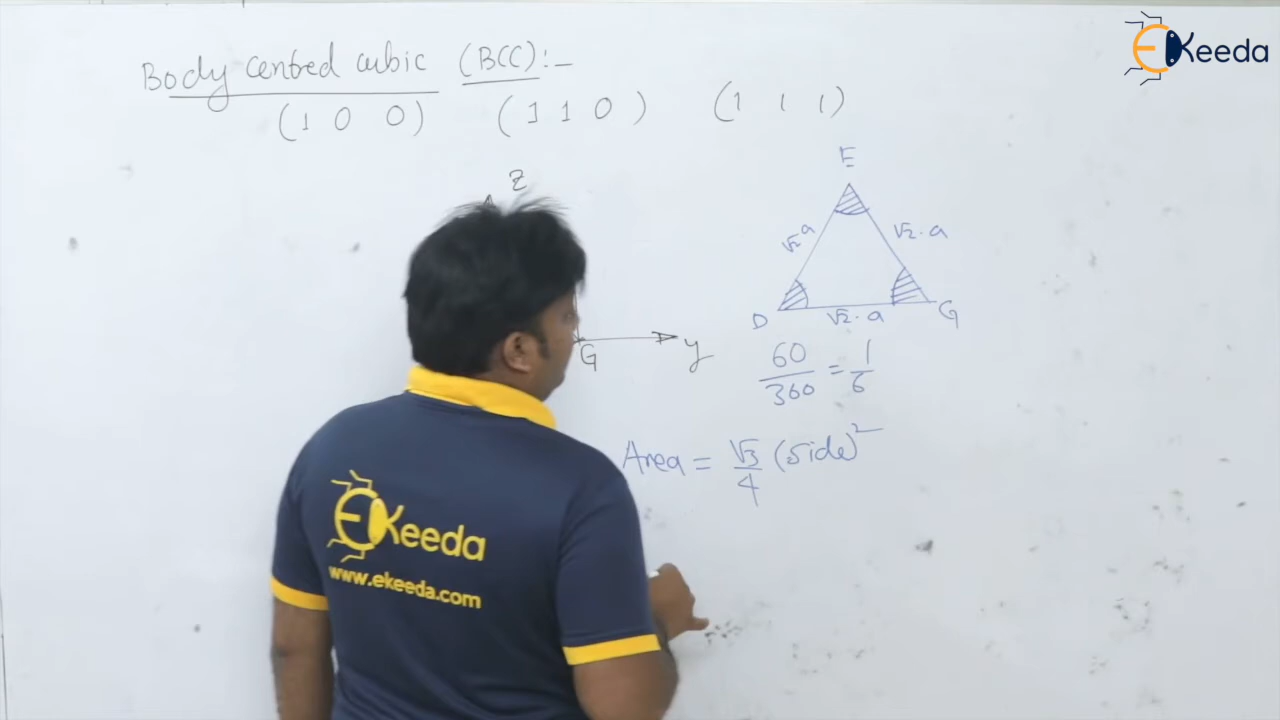 EKeeda
Body centred cubic (BCC):-
(1 0 0) (1 1 0) (1 1 1)
Z
E
√2 a
√2 · a
D
√2 · a
G
G
y
60/360 = 1/6
Area = √3/4 (side)²
EKeeda
www.ekeeda.com